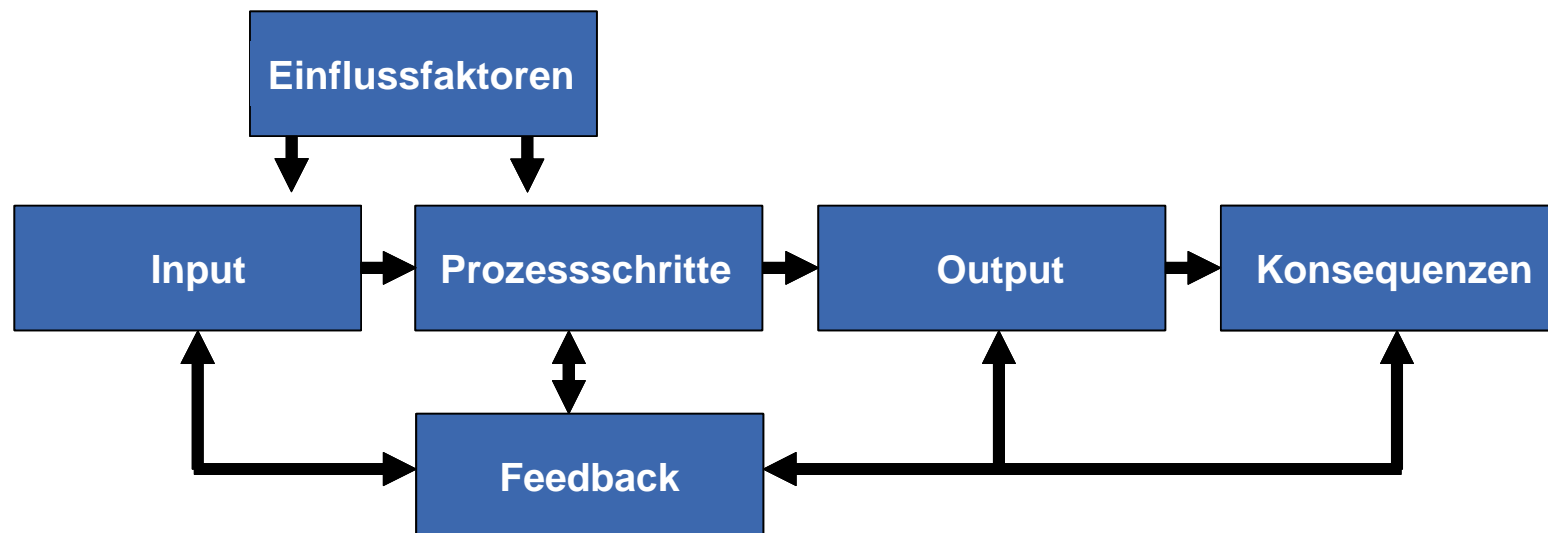 Einflussfaktoren
Input
Prozessschritte
Output
Konsequenzen
Feedback